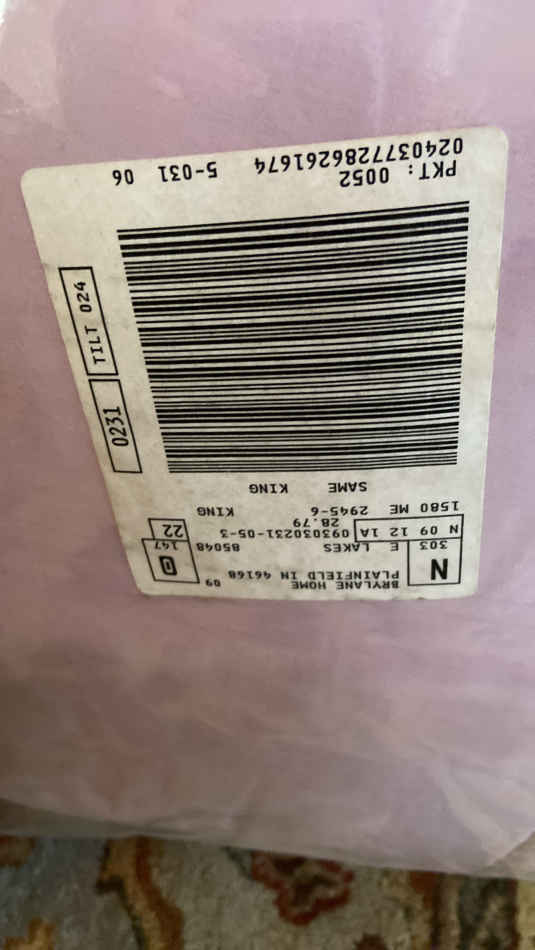 BRYLANE HOME 09
PLAINFIELD IN 46168
N
O
303 E LAKES 85048 147
N 09 12 1A 093030231-05-3 22
28.79
1580 ME 2945-6 KING
SAME KING
0231
TILT 024
PKT: 0052
0240377286261674 5-031 06